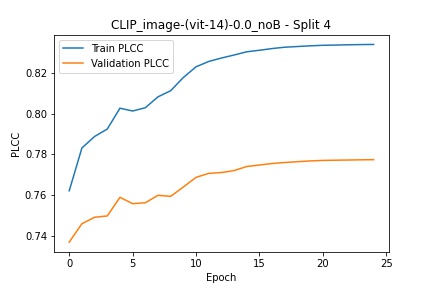 CLIP_image-(vit-14)-0.0_noB - Split 4
Train PLCC
Validation PLCC
0.82
0.80
0.78
0.76
0.74
PLCC
0
5
10
15
20
25
Epoch